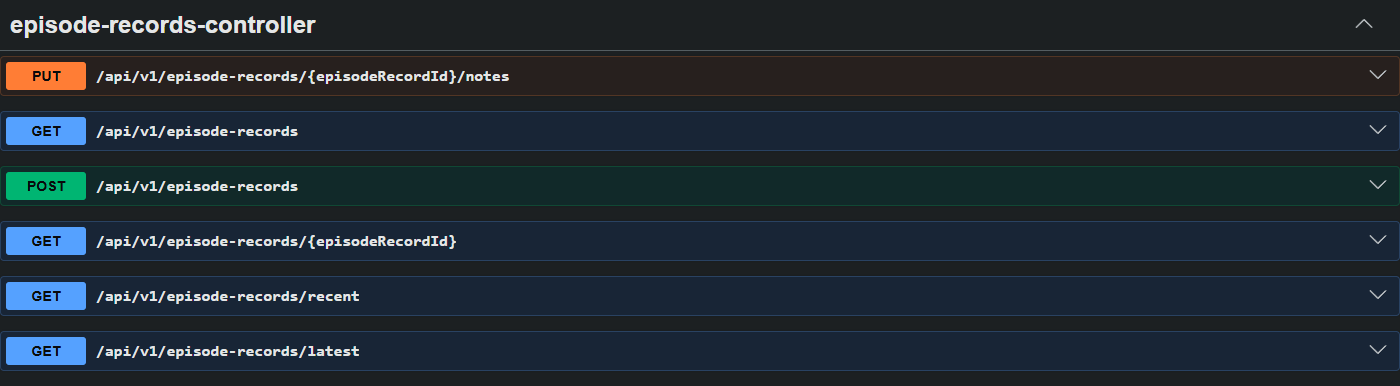 episode-records-controller
PUT /api/v1/episode-records/{episodeRecordId}/notes
GET /api/v1/episode-records
POST /api/v1/episode-records
GET /api/v1/episode-records/{episodeRecordId}
GET /api/v1/episode-records/recent
GET /api/v1/episode-records/latest